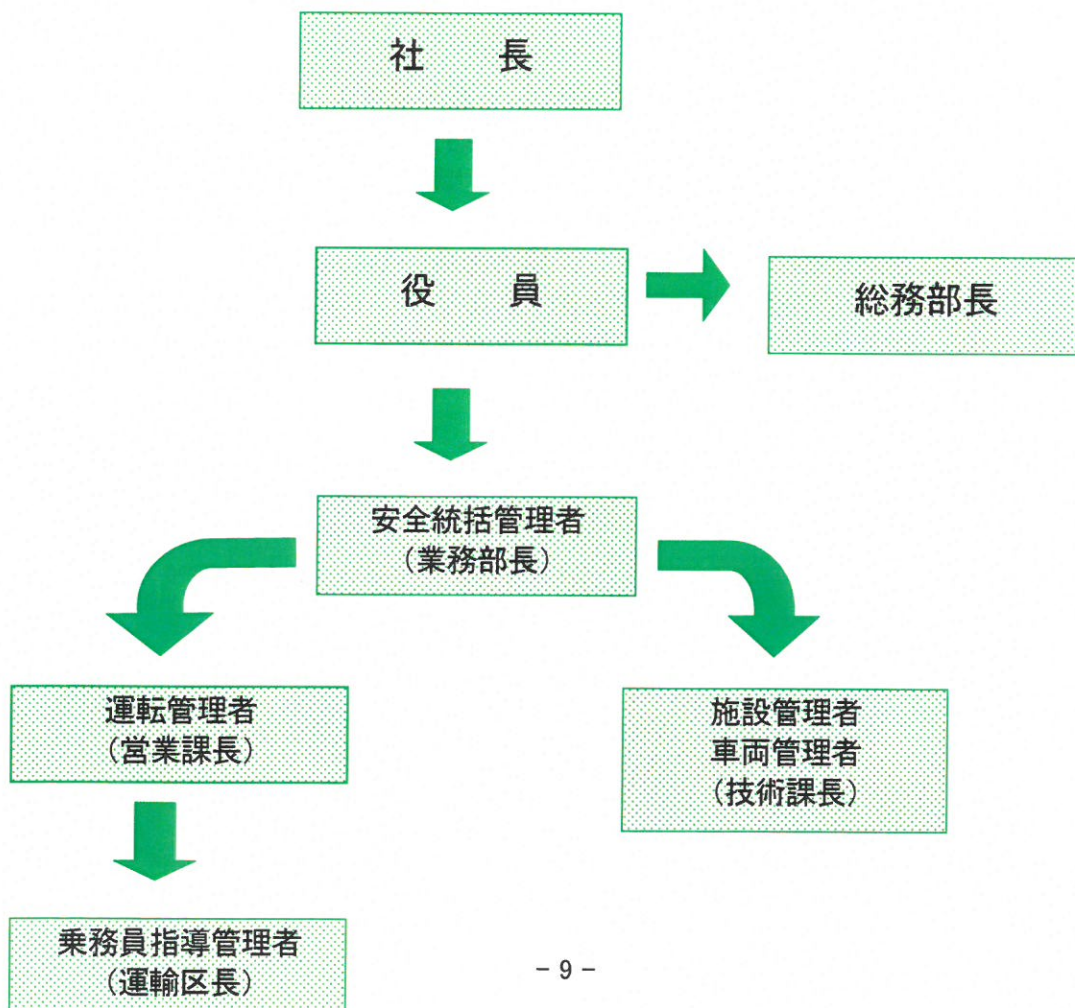 社　　長
役　　員
総務部長
安全統括管理者
（業務部長）
運転管理者
（営業課長）
施設管理者
車両管理者
（技術課長）
乗務員指導管理者
（運輸区長）
- 9 -